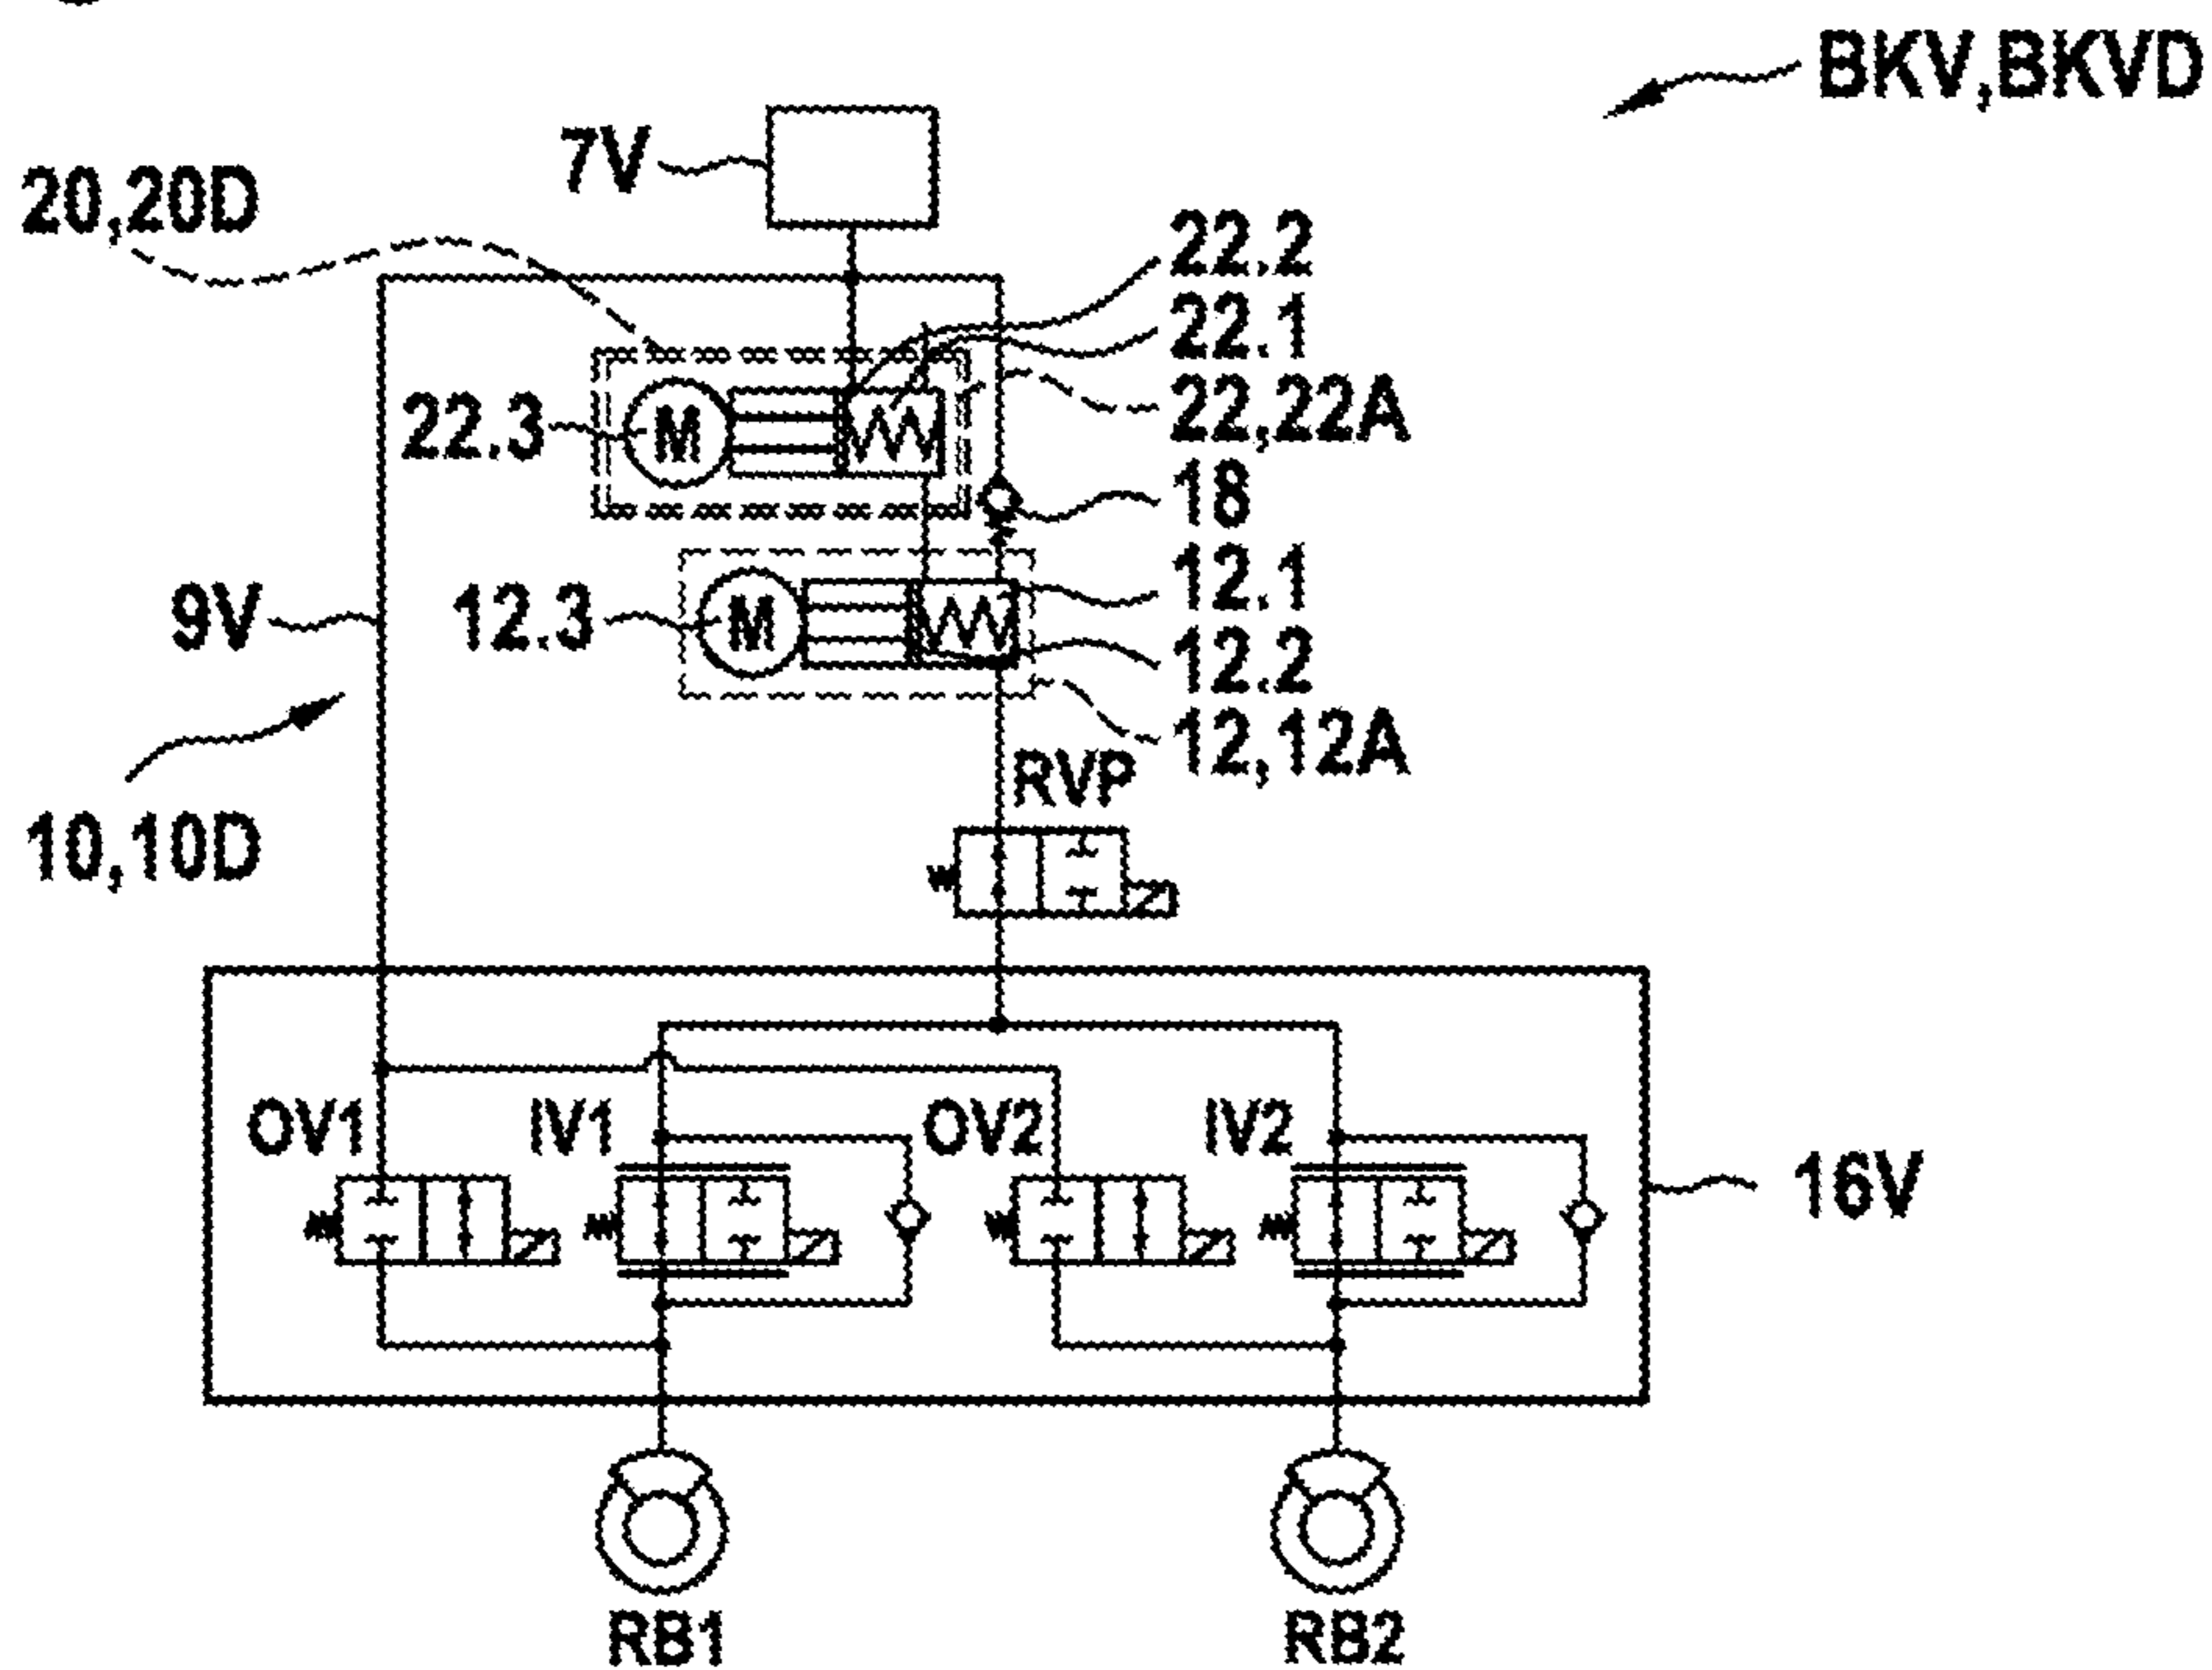 BKV,BKVD
7V
20,20D
22.2
22.1
22,22A
22.3
M
18
12.1
9V
12.3
M
12.2
12,12A
RVP
10,10D
OV1
IV1
OV2
IV2
16V
RB1
RB2